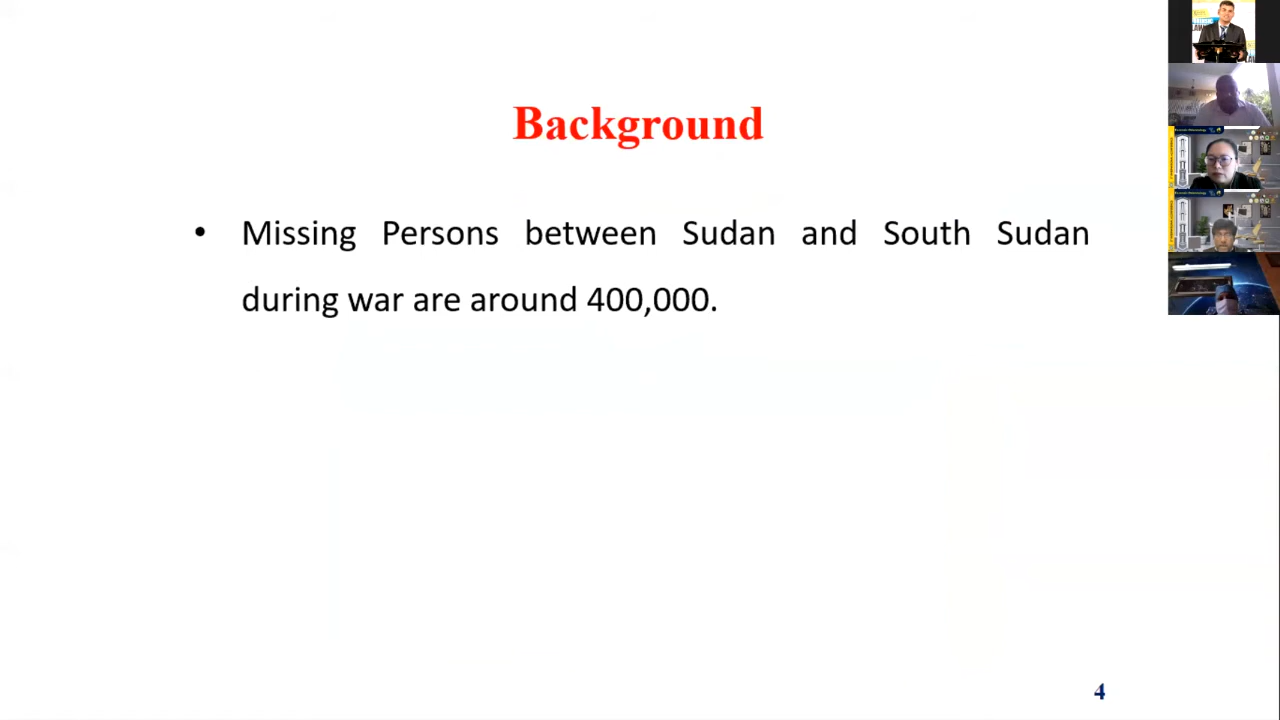 Background
• Missing Persons between Sudan and South Sudan
during war are around 400,000.
4